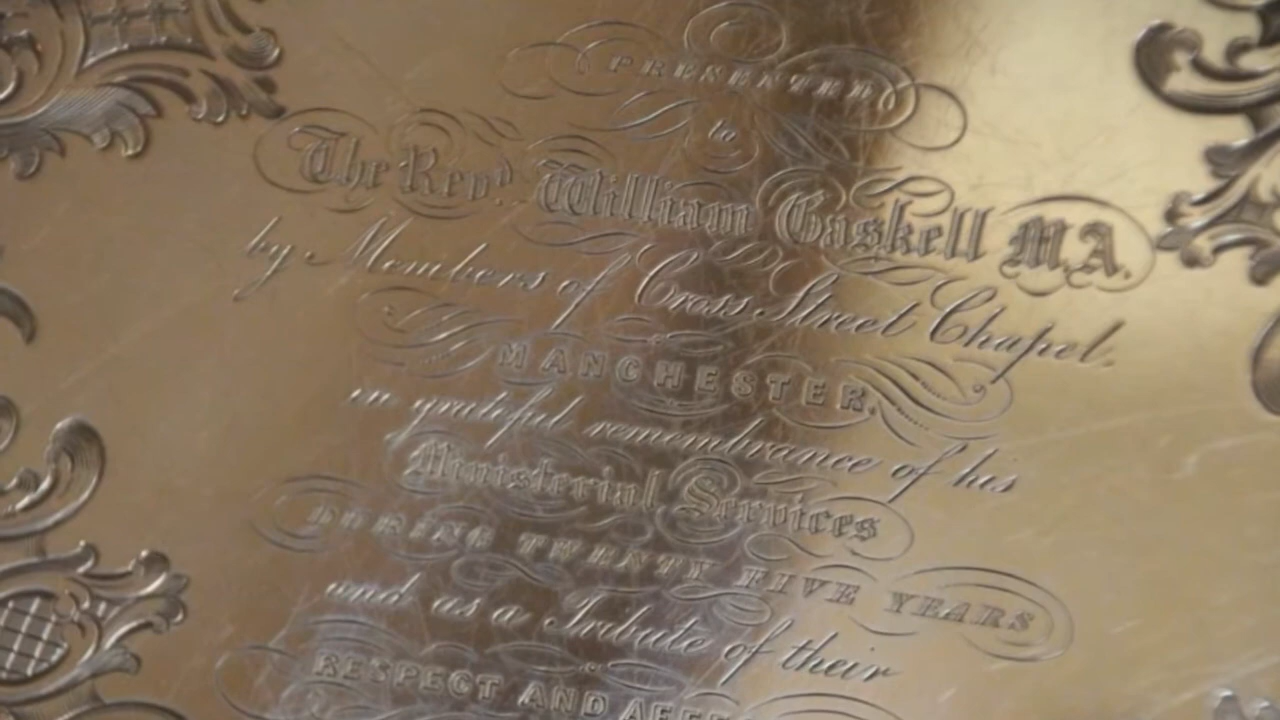 PRESENTED
to
The Revd. William Gaskell M.A.
by Members of Cross Street Chapel.
MANCHESTER.
in grateful remembrance of his
Ministerial Services
DURING TWENTY FIVE YEARS
and as a Tribute of their
RESPECT AND